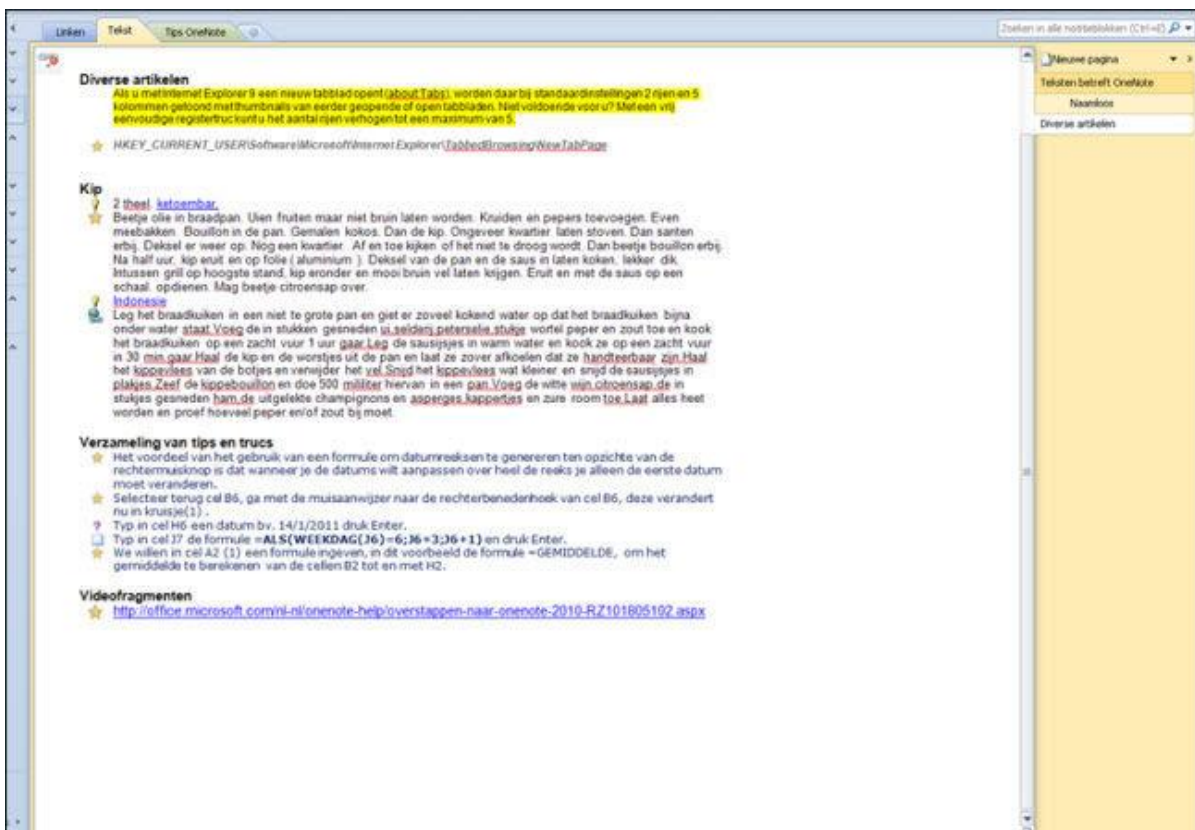 Linken Tekst Tips OneNote
Zoeken in alle notitieblokken (Ctrl+E)
Nieuwe pagina
Teksten betreft OneNote
Naamloos
Diverse artikelen
Diverse artikelen
Als u met Internet Explorer 9 een nieuw tabblad opent (about:Tabs), worden daar bij standaardinstellingen 2 rijen en 5
kolommen getoond met thumbnails van eerder geopende of open tabbladen. Niet voldoende voor u? Met een vrij
eenvoudige registertruc kunt u het aantal rijen verhogen tot een maximum van 5.
HKEY_CURRENT_USER\Software\Microsoft\Internet Explorer\TabbedBrowsing\NewTabPage
Kip
2 theel. ketoembar.
Beetje olie in braadpan. Uien fruiten maar niet bruin laten worden. Kruiden en pepers toevoegen. Even
meebakken. Bouillon in de pan. Gemalen kokos. Dan de kip. Ongeveer kwartier laten stoven. Dan santen
erbij. Deksel er weer op. Nog een kwartier. Af en toe kijken of het niet te droog wordt. Dan beetje bouillon erbij.
Na half uur, kip eruit en op folie ( aluminium ). Deksel van de pan en de saus in laten koken, lekker dik.
Intussen grill op hoogste stand, kip eronder en mooi bruin vel laten krijgen. Eruit en met de saus op een
schaal. opdienen. Mag beetje citroensap over.
Indonesie
Leg het braadkuiken in een niet te grote pan en giet er zoveel kokend water op dat het braadkuiken bijna
onder water staat.Voeg de in stukken gesneden ui,selderij,peterselie,stukje wortel peper en zout toe en kook
het braadkuiken op een zacht vuur 1 uur gaar.Leg de sausijsjes in warm water en kook ze op een zacht vuur
in 30 min.gaar.Haal de kip en de worstjes uit de pan en laat ze zover afkoelen dat ze handteerbaar zijn.Haal
het kippevlees van de botjes en verwijder het vel.Snijd het kippevlees wat kleiner en snijd de sausijsjes in
plakjes.Zeef de kippebouillon en doe 500 milliliter hiervan in een pan.Voeg de witte wijn,citroensap,de in
stukjes gesneden ham,de uitgelekte champignons en asperges,kappertjes en zure room toe.Laat alles heet
worden en proef hoeveel peper en/of zout bij moet.
Verzameling van tips en trucs
Het voordeel van het gebruik van een formule om datumreeksen te genereren ten opzichte van de
rechtermuisknop is dat wanneer je de datums wilt aanpassen over heel de reeks je alleen de eerste datum
moet veranderen.
Selecteer terug cel B6, ga met de muisaanwijzer naar de rechterbenedenhoek van cel B6, deze verandert
nu in kruisje(1) .
Typ in cel H6 een datum bv. 14/1/2011 druk Enter.
Typ in cel J7 de formule =ALS(WEEKDAG(J6)=6;J6+3;J6+1) en druk Enter.
We willen in cel A2 (1) een formule ingeven, in dit voorbeeld de formule =GEMIDDELDE, om het
gemiddelde te berekenen van de cellen B2 tot en met H2.
Videofragmenten
http://office.microsoft.com/nl-nl/onenote-help/overstappen-naar-onenote-2010-RZ101805102.aspx